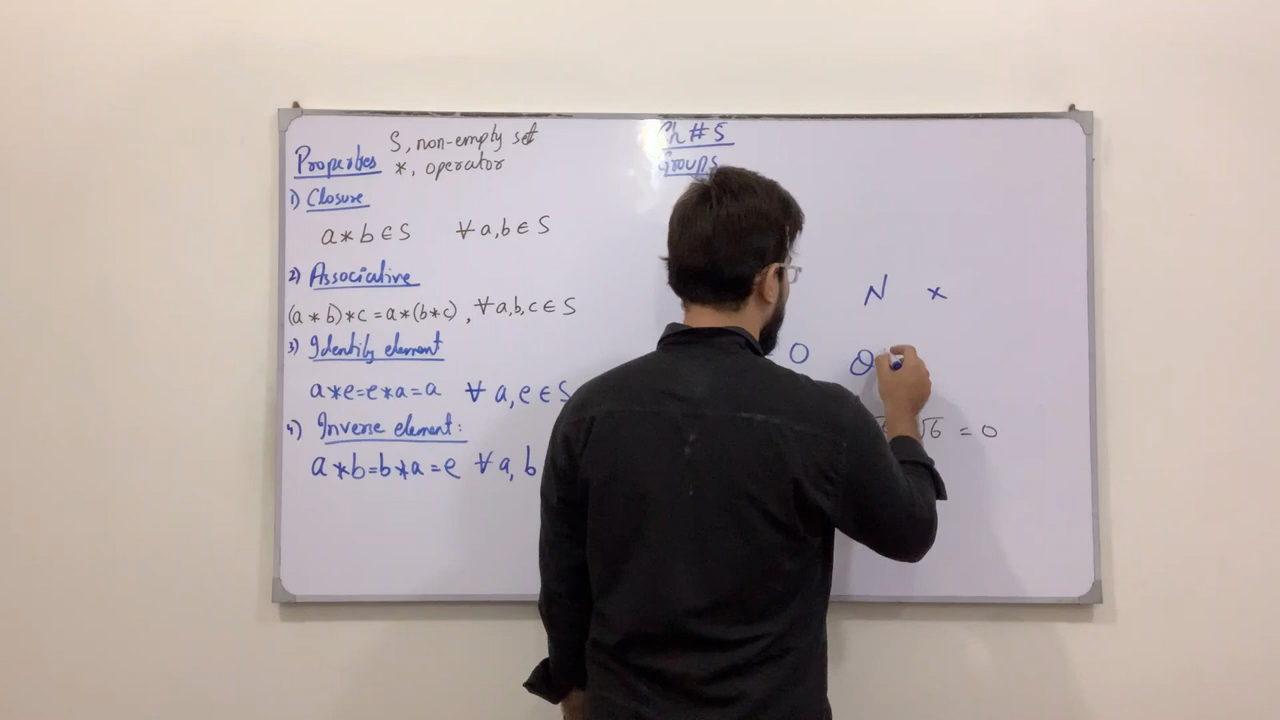 S, non-empty set
Properties *, operator
1) Closure
a * b ∈ S ∀ a,b ∈ S
2) Associative
(a * b) * c = a * (b * c) , ∀ a,b,c ∈ S
3) Identity element
a * e = e * a = a ∀ a, e ∈ S
4) Inverse element:
a * b = b * a = e ∀ a, b
Ch # 5
Groups
N ×
0
√6 = 0